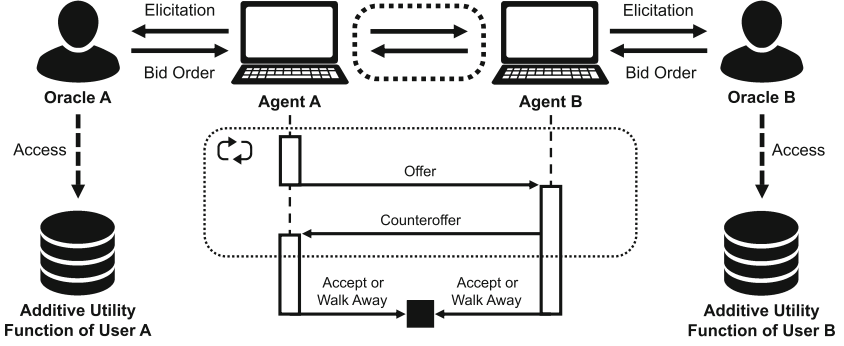 Elicitation
Elicitation
Bid Order
Bid Order
Oracle A
Agent A
Agent B
Oracle B
Access
Access
Offer
Counteroffer
Accept or
Walk Away
Accept or
Walk Away
Additive Utility
Function of User A
Additive Utility
Function of User B